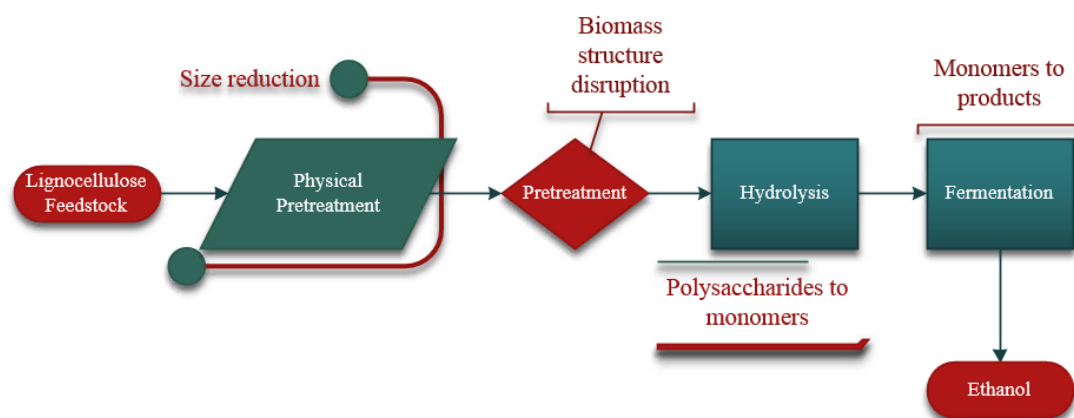 Biomass
structure
disruption
Size reduction
Monomers to
products
Lignocellulose
Feedstock
Physical
Pretreatment
Pretreatment
Hydrolysis
Fermentation
Polysaccharides to
monomers
Ethanol